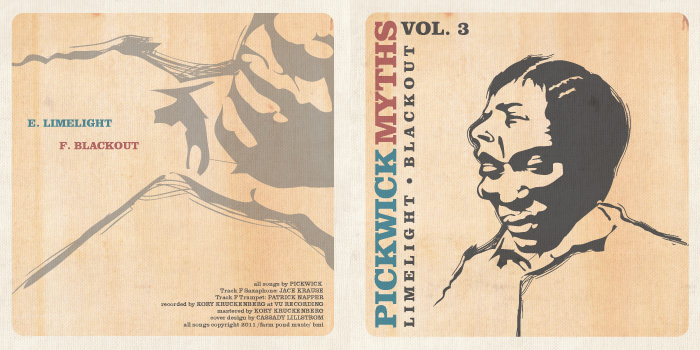 E. LIMELIGHT
F. BLACKOUT
all songs by PICKWICK
Track F Saxaphone: JACK KRAUSE
Track F Trumpet: PATRICK NAPPER
recorded by KORY KRUCKENBERG at VU RECORDING
mastered by KORY KRUCKENBERG
cover design by CASSADY LILLSTROM
all songs copyright 2011 /farm pond music/ bmi
PICKWICK MYTHS
VOL. 3
LIMELIGHT • BLACKOUT